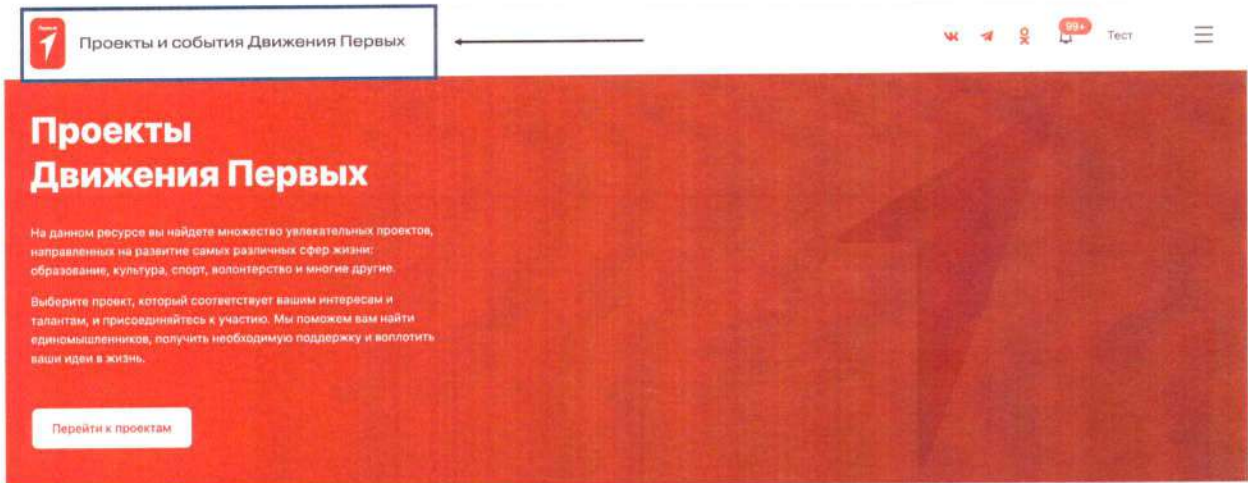 Первые
Проекты и события Движения Первых
99+
Тест
Проекты
Движения Первых
На данном ресурсе вы найдете множество увлекательных проектов,
направленных на развитие самых различных сфер жизни:
образование, культура, спорт, волонтерство и многие другие.
Выберите проект, который соответствует вашим интересам и
талантам, и присоединяйтесь к участию. Мы поможем вам найти
единомышленников, получить необходимую поддержку и воплотить
ваши идеи в жизнь.
Перейти к проектам